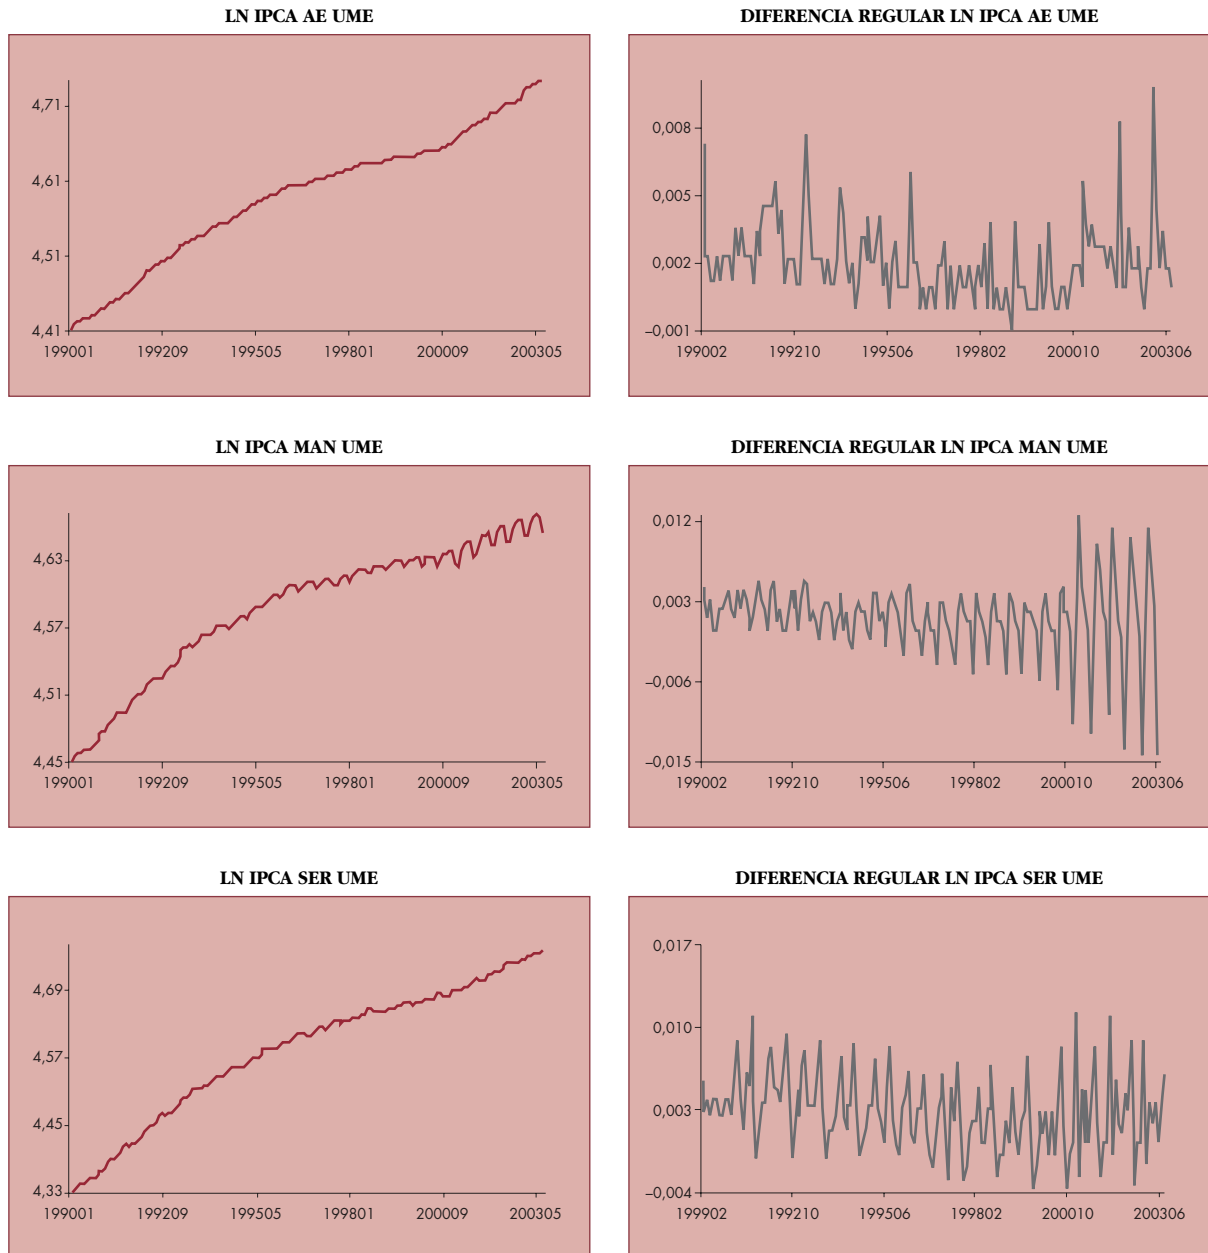 LN IPCA AE UME
4,71
4,61
4,51
4,41
199001 199209 199505 199801 200009 200305
DIFERENCIA REGULAR LN IPCA AE UME
0,008
0,005
0,002
–0,001
199002 199210 199506 199802 200010 200306
LN IPCA MAN UME
4,63
4,57
4,51
4,45
199001 199209 199505 199801 200009 200305
DIFERENCIA REGULAR LN IPCA MAN UME
0,012
0,003
–0,006
–0,015
199002 199210 199506 199802 200010 200306
LN IPCA SER UME
4,69
4,57
4,45
4,33
199001 199209 199505 199801 200009 200305
DIFERENCIA REGULAR LN IPCA SER UME
0,017
0,010
0,003
–0,004
199902 199210 199506 199802 200010 200306